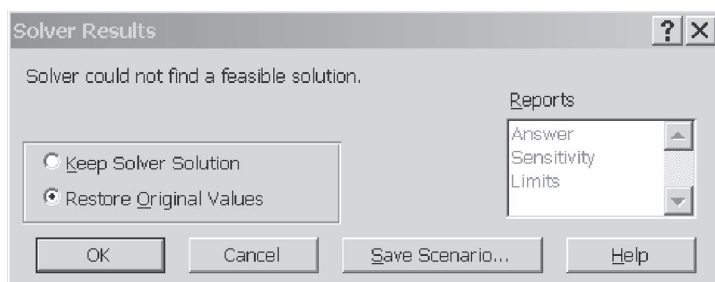 Solver Results
? X
Solver could not find a feasible solution.
Reports
Answer
Sensitivity
Limits
Keep Solver Solution
Restore Original Values
OK
Cancel
Save Scenario...
Help